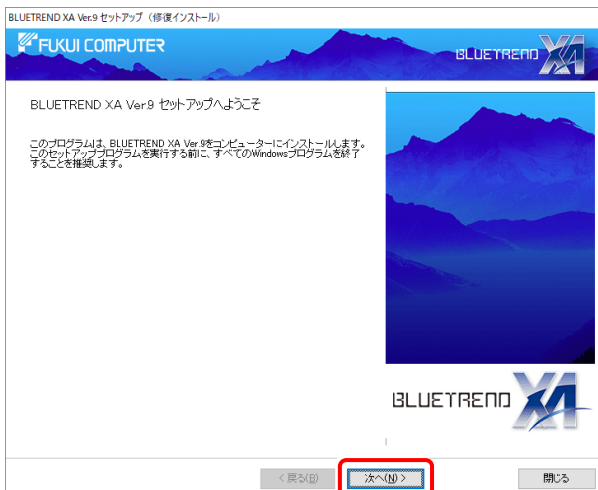 BLUETREND XA Ver.9 セットアップ（修復インストール）
FUKUI COMPUTER
BLUETREND XA
BLUETREND XA Ver.9 セットアップへようこそ
このプログラムは、BLUETREND XA Ver.9をコンピューターにインストールします。
このセットアッププログラムを実行する前に、すべてのWindowsプログラムを終了
することを推奨します。
BLUETREND XA
< 戻る(B)
次へ(N) >
閉じる